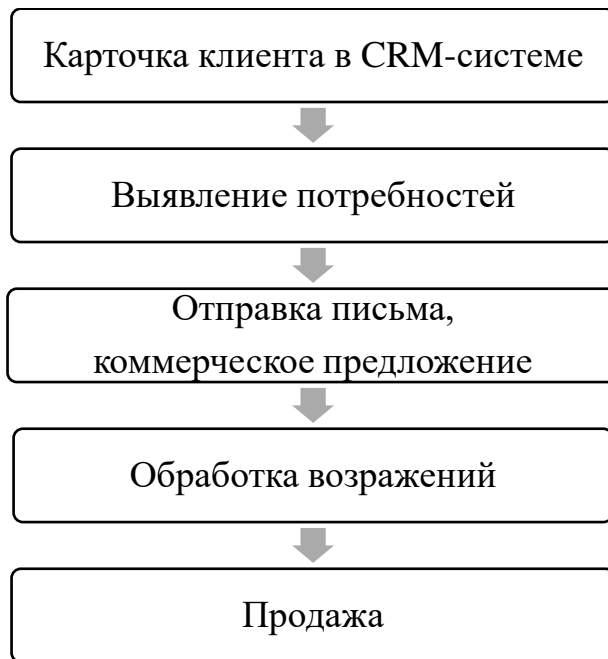 Карточка клиента в CRM-системе
Выявление потребностей
Отправка письма,
коммерческое предложение
Обработка возражений
Продажа